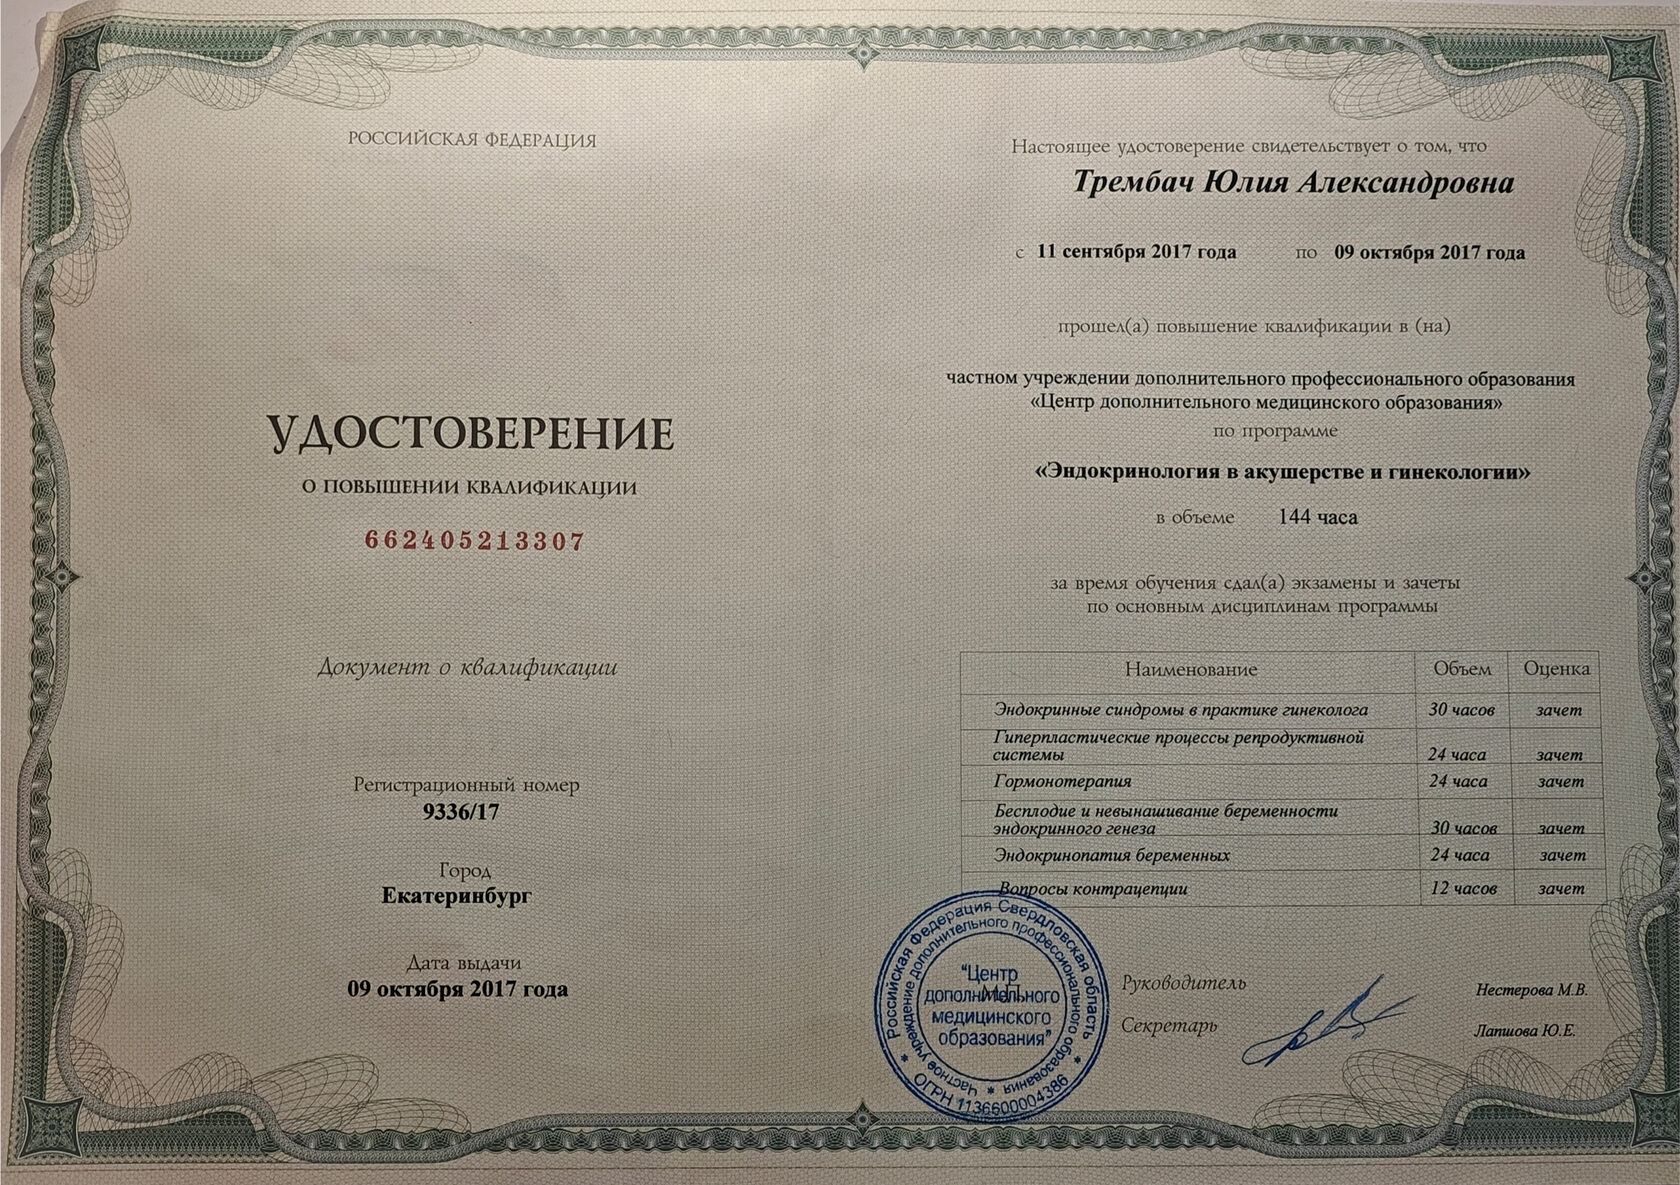 РОССИЙСКАЯ ФЕДЕРАЦИЯ
УДОСТОВЕРЕНИЕ
О ПОВЫШЕНИИ КВАЛИФИКАЦИИ
662405213307
Документ о квалификации
Регистрационный номер
9336/17
Город
Екатеринбург
Дата выдачи
09 октября 2017 года
Настоящее удостоверение свидетельствует о том, что
Трембач Юлия Александровна
с 11 сентября 2017 года по 09 октября 2017 года
прошел(а) повышение квалификации в (на)
частном учреждении дополнительного профессионального образования
«Центр дополнительного медицинского образования»
по программе
«Эндокринология в акушерстве и гинекологии»
в объеме 144 часа
за время обучения сдал(а) экзамены и зачеты
по основным дисциплинам программы
Наименование Объем Оценка
Эндокринные синдромы в практике гинеколога 30 часов зачет
Гиперпластические процессы репродуктивной
системы 24 часа зачет
Гормонотерапия 24 часа зачет
Бесплодие и невынашивание беременности
эндокринного генеза 30 часов зачет
Эндокринопатия беременных 24 часа зачет
Вопросы контрацепции 12 часов зачет
Российская Федерация Свердловская область
* ОГРН 1136600004386 *
Частное учреждение дополнительного профессионального образования *
"Центр
дополнительного
медицинского
образования"
М.П.
Руководитель Нестерова М.В.
Секретарь Лапшова Ю.Е.